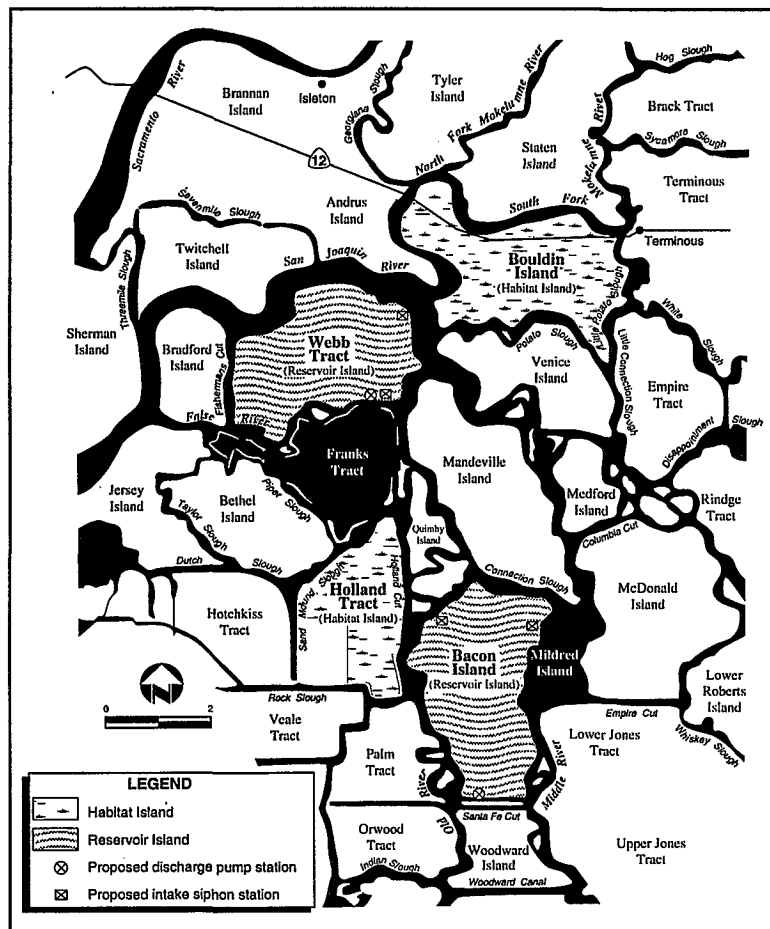 Hog Slough
Brannan
Island
Isleton
Tyler
Island
Brack Tract
Sacramento River
Georgiana Slough
North Fork Mokelumne River
Staten
Island
Mokelumne River
Sycamore Slough
Terminous
Tract
12
Sevenmile Slough
Andrus
Island
South Fork
Terminous
Twitchell
Island
San Joaquin River
Bouldin
Island
(Habitat Island)
Threemile Slough
Sherman
Island
Little Potato Slough
White Slough
Webb
Tract
(Reservoir Island)
Bradford
Island
Fishermans Cut
Potato Slough
Venice
Island
Little Connection Slough
Empire
Tract
False River
Disappointment Slough
Franks
Tract
Mandeville
Island
Jersey
Island
Bethel
Island
Piper Slough
Taylor Slough
Medford
Island
Rindge
Tract
Quimby
Island
Columbia Cut
Dutch Slough
Connection Slough
Sand Mound Slough
Holland Cut
Holland
Tract
(Habitat Island)
McDonald
Island
Hotchkiss
Tract
Bacon
Island
(Reservoir Island)
Mildred
Island
N
0 2
Rock Slough
Veale
Tract
Empire Cut
Lower
Roberts
Island
Whiskey Slough
Lower Jones
Tract
Palm
Tract
Old River
Middle River
Santa Fe Cut
Orwood
Tract
Indian Slough
Woodward
Island
Woodward Canal
Upper Jones
Tract
LEGEND
Habitat Island
Reservoir Island
Proposed discharge pump station
Proposed intake siphon station